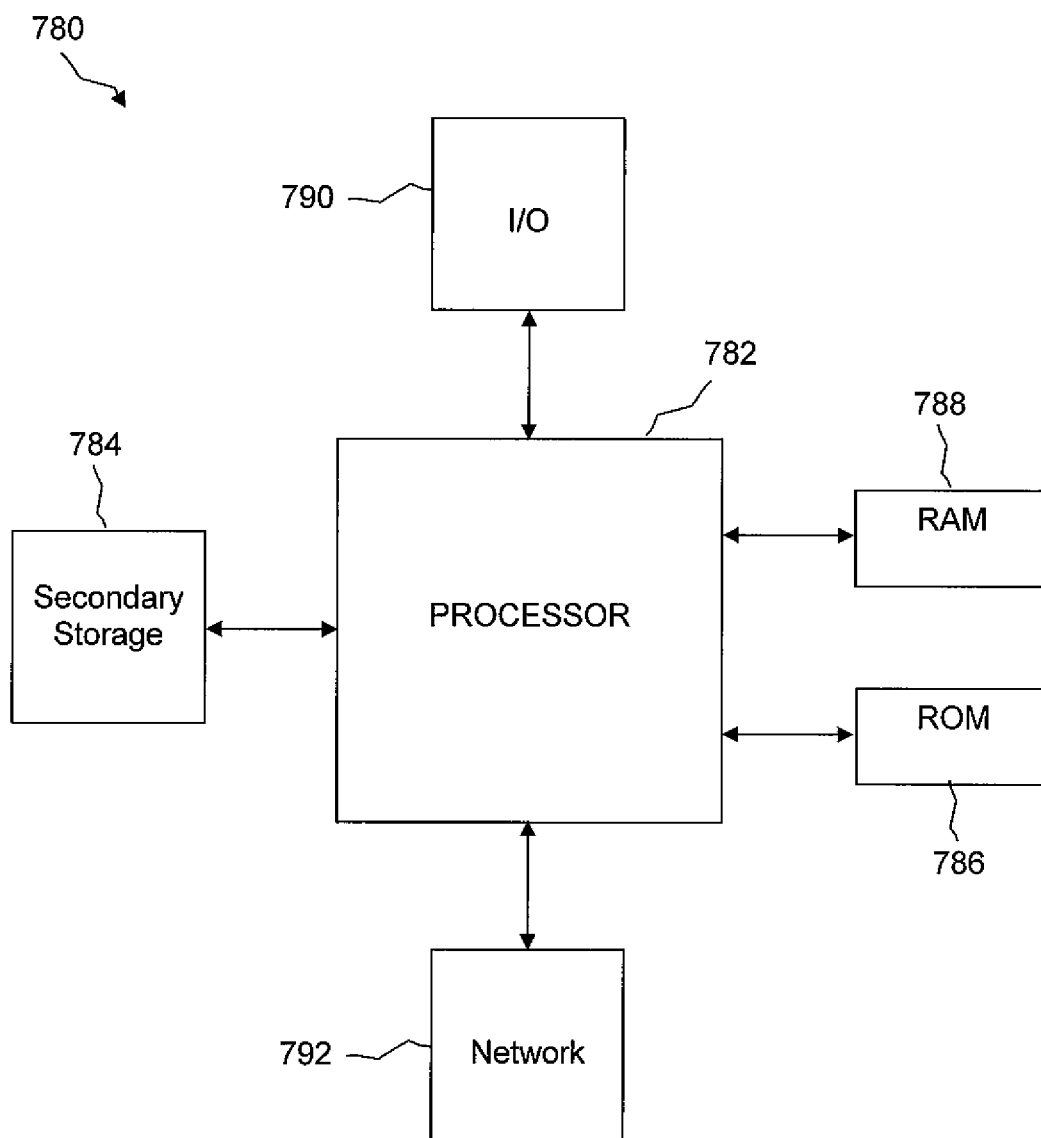 780
790
I/O
782
788
784
RAM
Secondary
Storage
PROCESSOR
ROM
786
792
Network